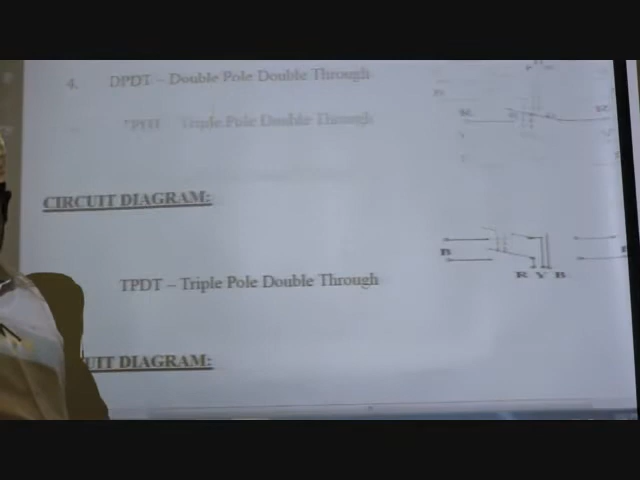 4. DPDT – Double Pole Double Through
Triple Pole Double Through
R R
CIRCUIT DIAGRAM:
B
R Y B
TPDT – Triple Pole Double Through
UIT DIAGRAM: